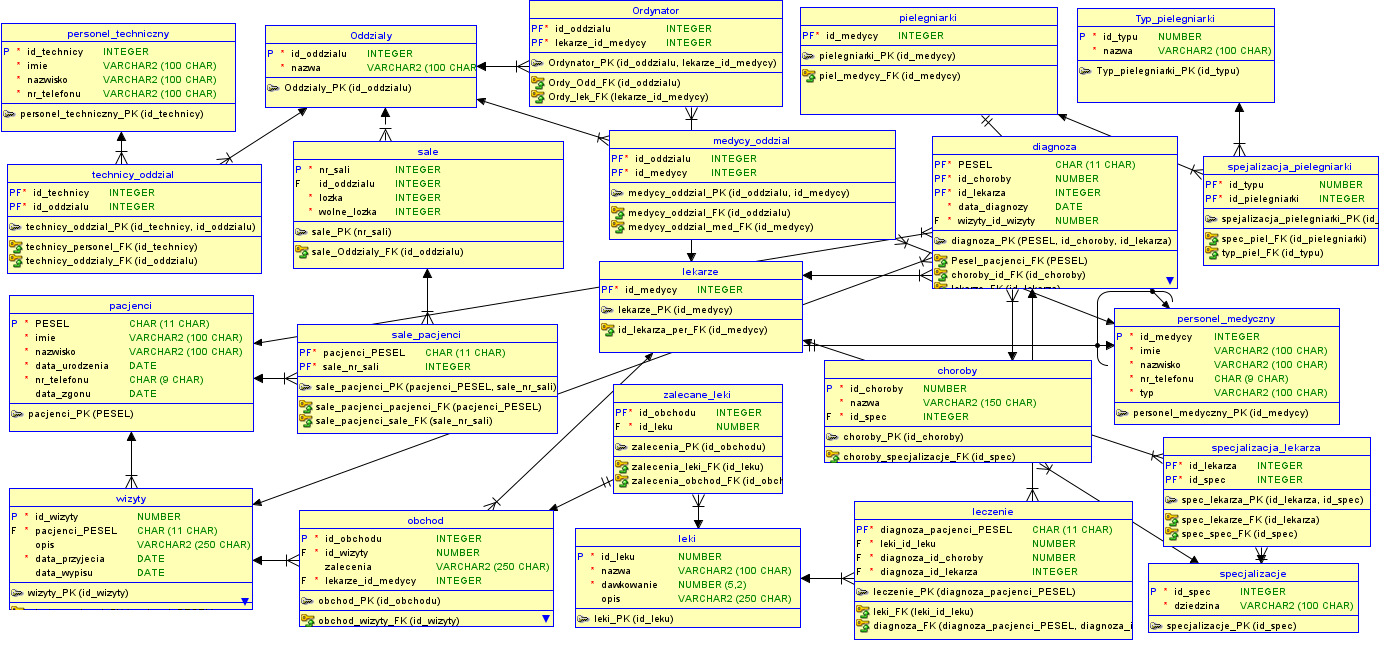 personel_techniczny
P * id_technicy INTEGER
* imie VARCHAR2 (100 CHAR)
* nazwisko VARCHAR2 (100 CHAR)
* nr_telefonu VARCHAR2 (100 CHAR)
personel_techniczny_PK (id_technicy)
Oddzialy
P * id_oddzialu INTEGER
* nazwa VARCHAR2 (100 CHAR
Oddzialy_PK (id_oddzialu)
Ordynator
PF* id_oddzialu INTEGER
PF* lekarze_id_medycy INTEGER
Ordynator_PK (id_oddzialu, lekarze_id_medycy)
Ordy_Odd_FK (id_oddzialu)
Ordy_lek_FK (lekarze_id_medycy)
pielegniarki
PF* id_medycy INTEGER
pielegniarki_PK (id_medycy)
piel_medycy_FK (id_medycy)
Typ_pielegniarki
P * id_typu NUMBER
* nazwa VARCHAR2 (100 CHAR)
Typ_pielegniarki_PK (id_typu)
technicy_oddzial
PF* id_technicy INTEGER
PF* id_oddzialu INTEGER
technicy_oddzial_PK (id_technicy, id_oddzialu)
technicy_personel_FK (id_technicy)
technicy_oddzialy_FK (id_oddzialu)
sale
P * nr_sali INTEGER
F id_oddzialu INTEGER
* lozka INTEGER
* wolne_lozka INTEGER
sale_PK (nr_sali)
sale_Oddzialy_FK (id_oddzialu)
medycy_oddzial
PF* id_oddzialu INTEGER
PF* id_medycy INTEGER
medycy_oddzial_PK (id_oddzialu, id_medycy)
medycy_oddzial_FK (id_oddzialu)
medycy_oddzial_med_FK (id_medycy)
diagnoza
PF* PESEL CHAR (11 CHAR)
PF* id_choroby NUMBER
PF* id_lekarza INTEGER
* data_diagnozy DATE
F * wizyty_id_wizyty NUMBER
diagnoza_PK (PESEL, id_choroby, id_lekarza)
Pesel_pacjenci_FK (PESEL)
choroby_id_FK (id_choroby)
spejalizacja_pielegniarki
PF* id_typu NUMBER
PF* id_pielegniarki INTEGER
spejalizacja_pielegniarki_PK (id_
spec_piel_FK (id_pielegniarki)
typ_piel_FK (id_typu)
pacjenci
P * PESEL CHAR (11 CHAR)
* imie VARCHAR2 (100 CHAR)
* nazwisko VARCHAR2 (100 CHAR)
* data_urodzenia DATE
* nr_telefonu CHAR (9 CHAR)
data_zgonu DATE
pacjenci_PK (PESEL)
lekarze
PF* id_medycy INTEGER
lekarze_PK (id_medycy)
id_lekarza_per_FK (id_medycy)
personel_medyczny
P * id_medycy INTEGER
* imie VARCHAR2 (100 CHAR)
* nazwisko VARCHAR2 (100 CHAR)
* nr_telefonu CHAR (9 CHAR)
* typ VARCHAR2 (100 CHAR)
personel_medyczny_PK (id_medycy)
sale_pacjenci
PF* pacjenci_PESEL CHAR (11 CHAR)
PF* sale_nr_sali INTEGER
sale_pacjenci_PK (pacjenci_PESEL, sale_nr_sali)
sale_pacjenci_pacjenci_FK (pacjenci_PESEL)
sale_pacjenci_sale_FK (sale_nr_sali)
choroby
P * id_choroby NUMBER
* nazwa VARCHAR2 (150 CHAR)
F * id_spec INTEGER
choroby_PK (id_choroby)
choroby_specjalizacje_FK (id_spec)
zalecane_leki
PF* id_obchodu INTEGER
F * id_leku NUMBER
zalecenia_PK (id_obchodu)
zalecenia_leki_FK (id_leku)
zalecenia_obchod_FK (id_obch
specjalizacja_lekarza
PF* id_lekarza INTEGER
PF* id_spec INTEGER
spec_lekarza_PK (id_lekarza, id_spec)
spec_lekarze_FK (id_lekarza)
spec_spec_FK (id_spec)
wizyty
P * id_wizyty NUMBER
F * pacjenci_PESEL CHAR (11 CHAR)
opis VARCHAR2 (250 CHAR)
* data_przyjecia DATE
data_wypisu DATE
wizyty_PK (id_wizyty)
obchod
P * id_obchodu INTEGER
F * id_wizyty NUMBER
zalecenia VARCHAR2 (250 CHAR)
F * lekarze_id_medycy INTEGER
obchod_PK (id_obchodu)
obchod_wizyty_FK (id_wizyty)
leki
P * id_leku NUMBER
* nazwa VARCHAR2 (100 CHAR)
* dawkowanie NUMBER (5,2)
opis VARCHAR2 (250 CHAR)
leki_PK (id_leku)
leczenie
PF* diagnoza_pacjenci_PESEL CHAR (11 CHAR)
F * leki_id_leku NUMBER
F * diagnoza_id_choroby NUMBER
F * diagnoza_id_lekarza INTEGER
leczenie_PK (diagnoza_pacjenci_PESEL)
leki_FK (leki_id_leku)
diagnoza_FK (diagnoza_pacjenci_PESEL, diagnoza_i
specjalizacje
P * id_spec INTEGER
* dziedzina VARCHAR2 (100 CHAR)
specjalizacje_PK (id_spec)